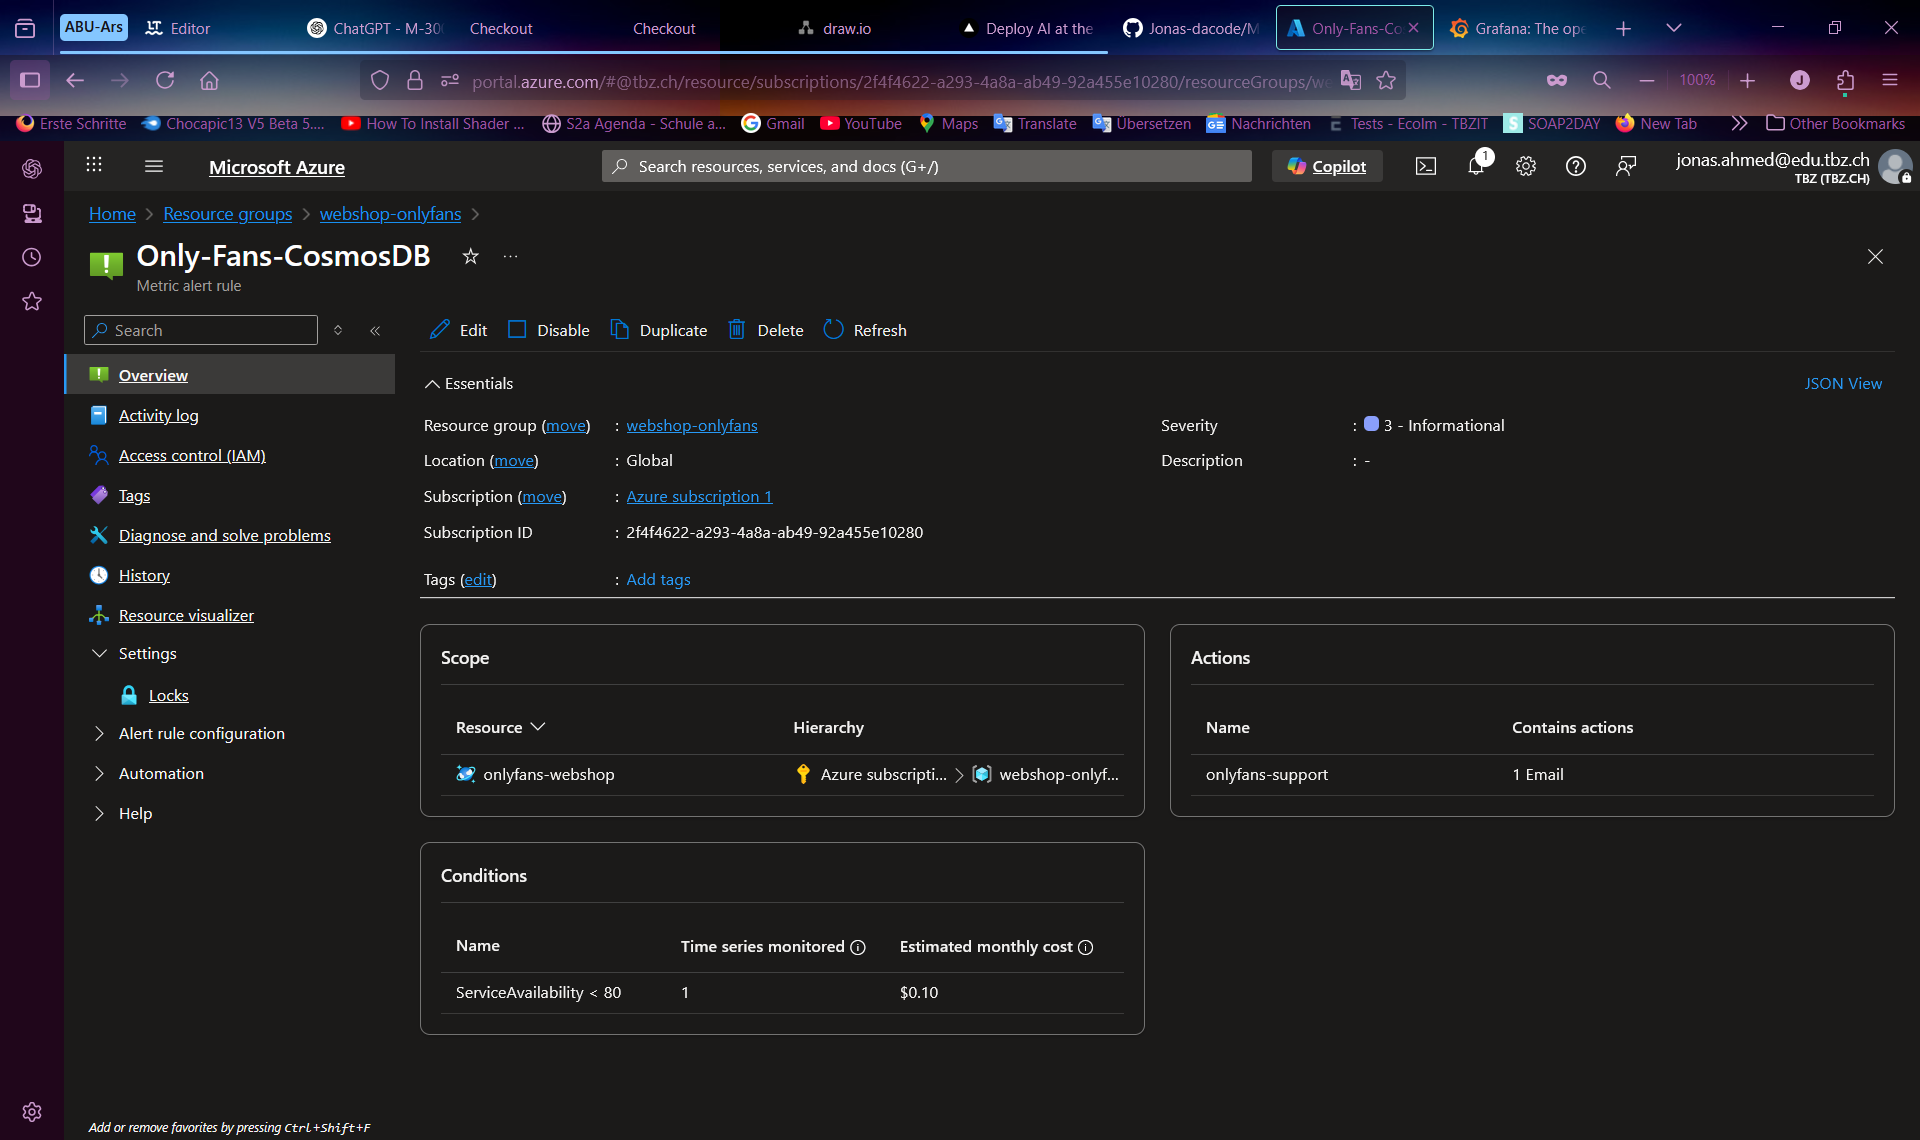 ABU-Ars
Editor
ChatGPT - M-30
Checkout
Checkout
draw.io
Deploy AI at the
Jonas-dacode/M
Only-Fans-Co
Grafana: The ope
portal.azure.com/#@tbz.ch/resource/subscriptions/2f4f4622-a293-4a8a-ab49-92a455e10280/resourceGroups/we
100%
J
Erste Schritte
Chocapic13 V5 Beta 5....
How To Install Shader ...
S2a Agenda - Schule a...
Gmail
YouTube
Maps
Translate
Übersetzen
Nachrichten
Tests - Ecolm - TBZIT
SOAP2DAY
New Tab
Other Bookmarks
Microsoft Azure
Search resources, services, and docs (G+/)
Copilot
1
jonas.ahmed@edu.tbz.ch
TBZ (TBZ.CH)
Home > Resource groups > webshop-onlyfans >
Only-Fans-CosmosDB
Metric alert rule
Search
Edit
Disable
Duplicate
Delete
Refresh
Overview
Activity log
Access control (IAM)
Tags
Diagnose and solve problems
History
Resource visualizer
Settings
Locks
Alert rule configuration
Automation
Help
Essentials
JSON View
Resource group (move) : webshop-onlyfans
Location (move) : Global
Subscription (move) : Azure subscription 1
Subscription ID : 2f4f4622-a293-4a8a-ab49-92a455e10280
Tags (edit) : Add tags
Severity : 3 - Informational
Description : -
Scope
Resource Hierarchy
onlyfans-webshop Azure subscripti... > webshop-onlyf...
Actions
Name Contains actions
onlyfans-support 1 Email
Conditions
Name Time series monitored Estimated monthly cost
ServiceAvailability < 80 1 $0.10
Add or remove favorites by pressing Ctrl+Shift+F